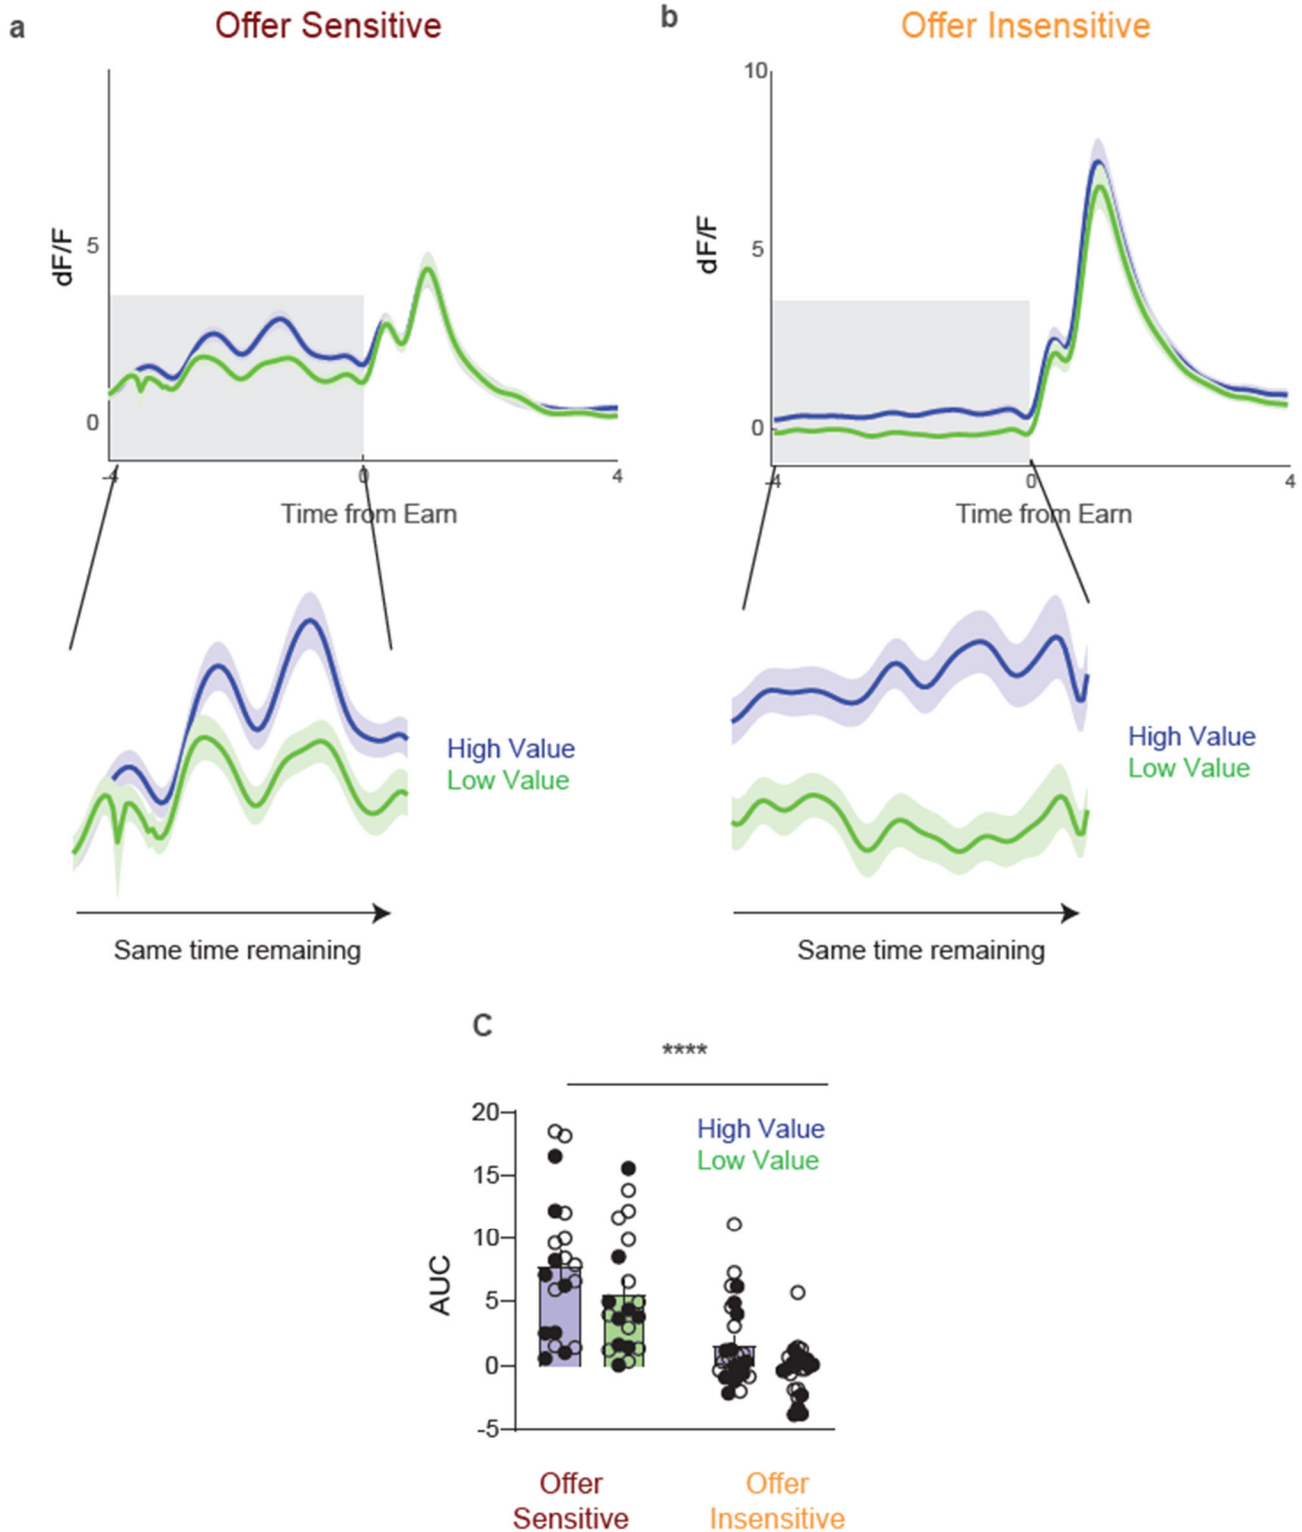 a
Offer Sensitive
dF/F
5
0
-4
0
4
Time from Earn
High Value
Low Value
Same time remaining
b
Offer Insensitive
dF/F
10
5
0
-4
0
4
Time from Earn
High Value
Low Value
Same time remaining
C
****
AUC
20
15
10
5
0
-5
High Value
Low Value
Offer
Sensitive
Offer
Insensitive